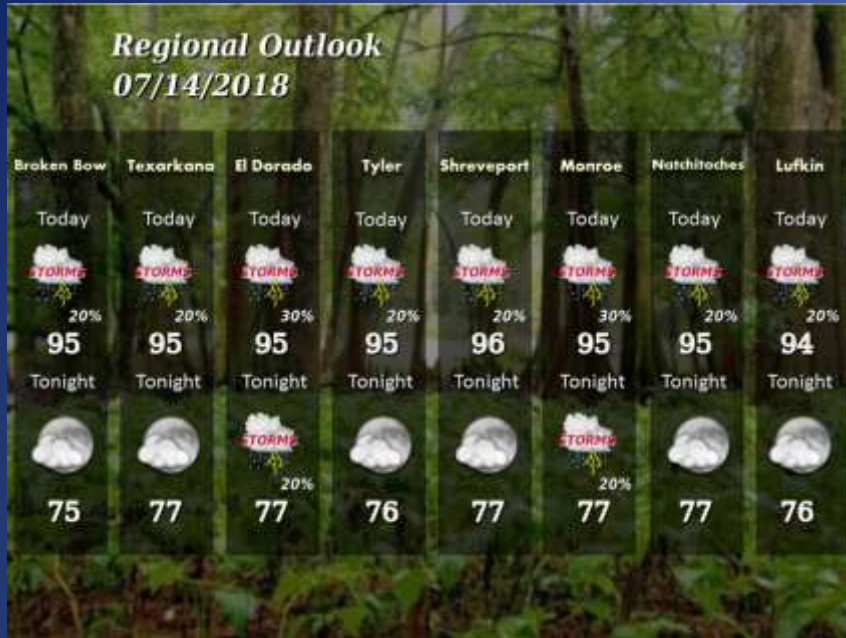 Regional Outlook
07/14/2018
Broken Bow Texarkana El Dorado Tyler Shreveport Monroe Natchitoches Lufkin
Today Today Today Today Today Today Today Today
STORMS STORMS STORMS STORMS STORMS STORMS STORMS STORMS
20% 20% 30% 20% 20% 30% 20% 20%
95 95 95 95 96 95 95 94
Tonight Tonight Tonight Tonight Tonight Tonight Tonight Tonight
STORMS STORMS
20% 20%
75 77 77 76 77 77 77 76